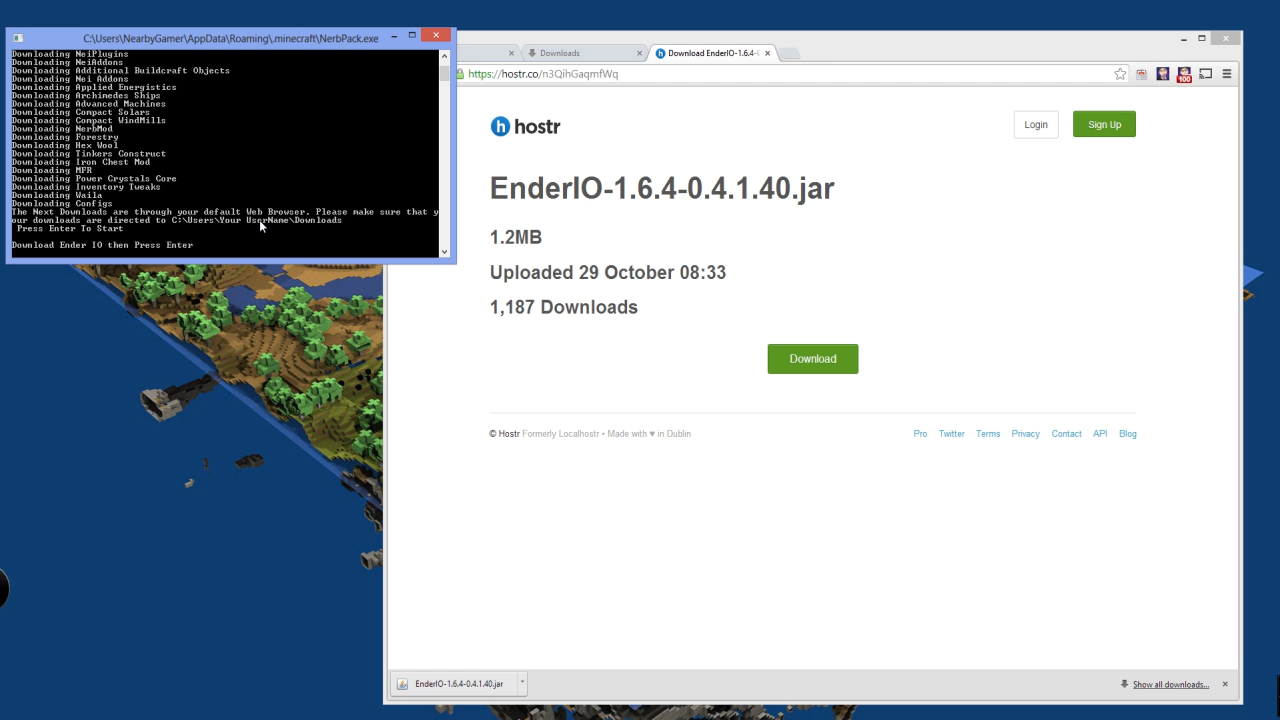 C:\Users\NearbyGamer\AppData\Roaming\.minecraft\NerbPack.exe
Downloading NeiPlugins
Downloading NeiAddons
Downloading Additional Buildcraft Objects
Downloading Nei Addons
Downloading Applied Energistics
Downloading Archimedes Ships
Downloading Advanced Machines
Downloading Compact Solars
Downloading Compact WindMills
Downloading NerbMod
Downloading Forestry
Downloading Hex Wool
Downloading Tinkers Construct
Downloading Iron Chest Mod
Downloading MFR
Downloading Power Crystals Core
Downloading Inventory Tweaks
Downloading Waila
Downloading Configs
The Next Downloads are through your default Web Browser. Please make sure that y
our downloads are directed to C:\Users\Your UserName\Downloads
Press Enter To Start
Download Ender IO then Press Enter
Downloads
Download EnderIO-1.6.4-
https://hostr.co/n3QihGaqmfWq
100
h hostr
Login
Sign Up
EnderIO-1.6.4-0.4.1.40.jar
1.2MB
Uploaded 29 October 08:33
1,187 Downloads
Download
© Hostr Formerly Localhostr • Made with ♥ in Dublin
Pro Twitter Terms Privacy Contact API Blog
EnderIO-1.6.4-0.4.1.40.jar
Show all downloads...